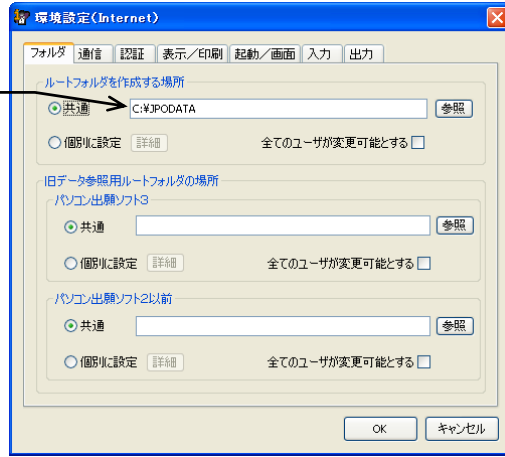 環境設定(Internet)
フォルダ 通信 認証 表示／印刷 起動／画面 入力 出力
ルートフォルダを作成する場所
共通 C:¥JPODATA 参照
個別に設定 詳細 全てのユーザが変更可能とする
旧データ参照用ルートフォルダの場所
パソコン出願ソフト3
共通 参照
個別に設定 詳細 全てのユーザが変更可能とする
パソコン出願ソフト2以前
共通 参照
個別に設定 詳細 全てのユーザが変更可能とする
OK キャンセル